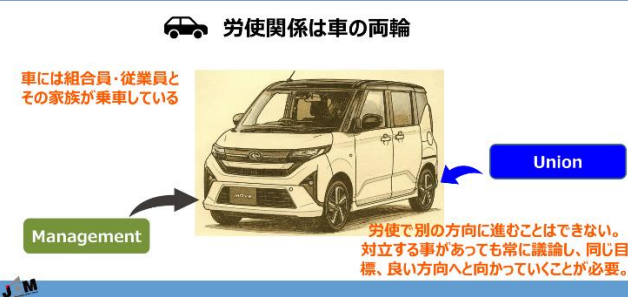 労使関係は車の両輪
車には組合員・従業員と
その家族が乗車している
Union
Management
労使で別の方向に進むことはできない。
対立する事があっても常に議論し、同じ目
標、良い方向へと向かっていくことが必要。